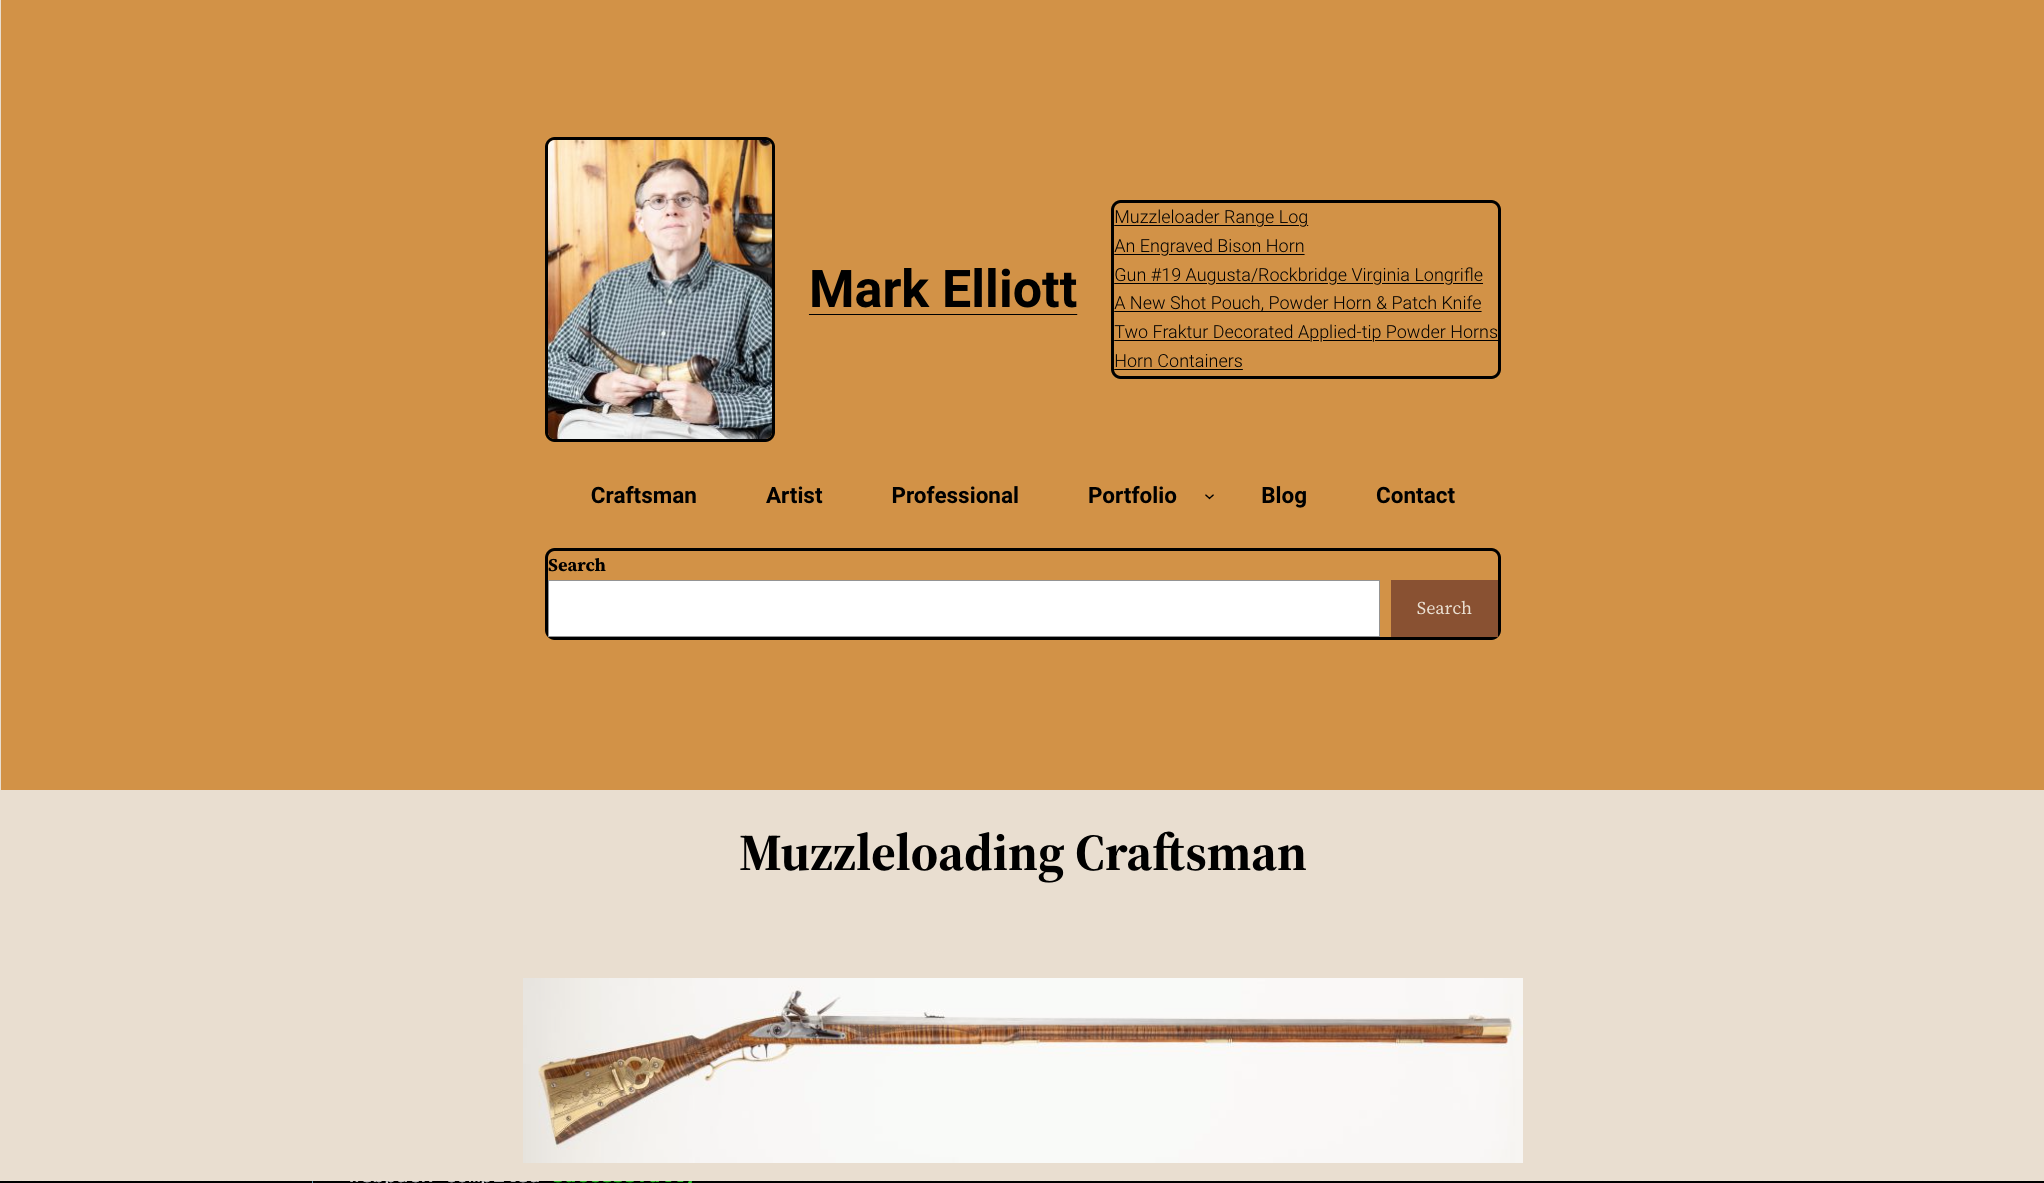 Mark Elliott
Muzzleloader Range Log
An Engraved Bison Horn
Gun #19 Augusta/Rockbridge Virginia Longrifle
A New Shot Pouch, Powder Horn & Patch Knife
Two Fraktur Decorated Applied-tip Powder Horns
Horn Containers
Craftsman Artist Professional Portfolio Blog Contact
Search
Search
Muzzleloading Craftsman